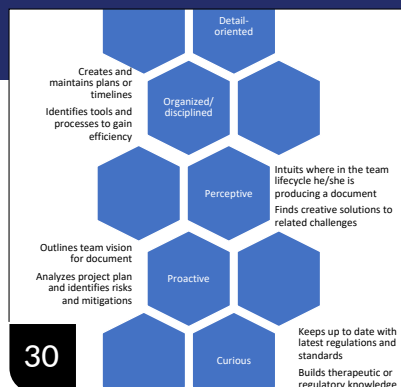 Detail-
oriented
Creates and
maintains plans or
timelines
Identifies tools and
processes to gain
efficiency
Organized/
disciplined
Perceptive
Intuits where in the team
lifecycle he/she is
producing a document
Finds creative solutions to
related challenges
Outlines team vision
for document
Analyzes project plan
and identifies risks
and mitigations
Proactive
Curious
Keeps up to date with
latest regulations and
standards
Builds therapeutic or
regulatory knowledge
30